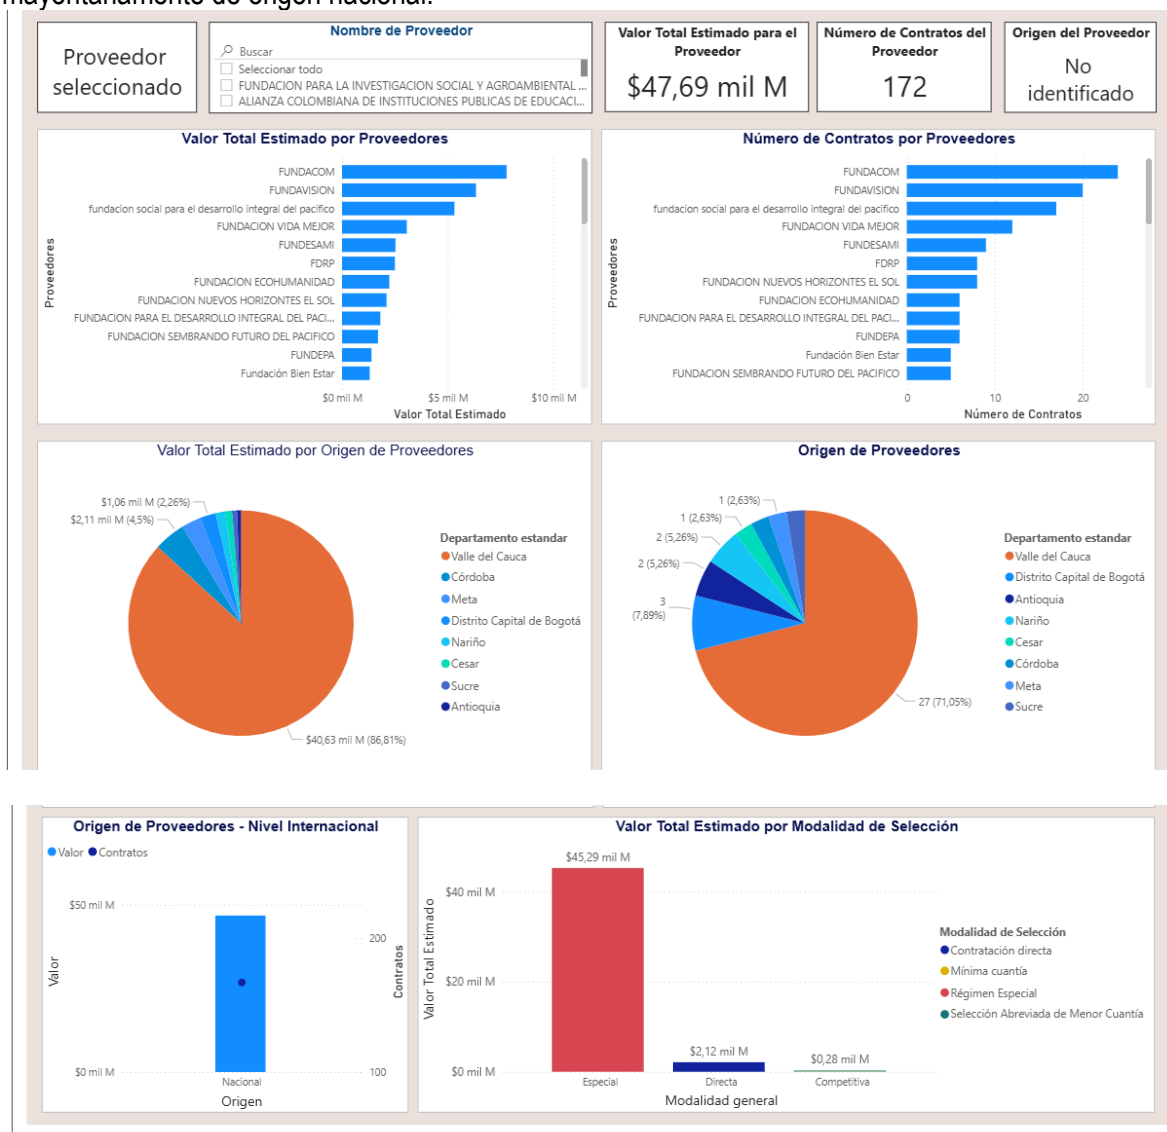 mayoritariamente de origen nacional.
Proveedor
seleccionado
Nombre de Proveedor
Buscar
Seleccionar todo
FUNDACION PARA LA INVESTIGACION SOCIAL Y AGROAMBIENTAL ...
ALIANZA COLOMBIANA DE INSTITUCIONES PUBLICAS DE EDUCACI...
Valor Total Estimado para el
Proveedor
$47,69 mil M
Número de Contratos del
Proveedor
172
Origen del Proveedor
No
identificado
Valor Total Estimado por Proveedores
Proveedores
FUNDACOM
FUNDAVISION
fundacion social para el desarrollo integral del pacifico
FUNDACION VIDA MEJOR
FUNDESAMI
FDRP
FUNDACION ECOHUMANIDAD
FUNDACION NUEVOS HORIZONTES EL SOL
FUNDACION PARA EL DESARROLLO INTEGRAL DEL PACI...
FUNDACION SEMBRANDO FUTURO DEL PACIFICO
FUNDEPA
Fundación Bien Estar
$0 mil M $5 mil M $10 mil M
Valor Total Estimado
Número de Contratos por Proveedores
Proveedores
FUNDACOM
FUNDAVISION
fundacion social para el desarrollo integral del pacifico
FUNDACION VIDA MEJOR
FUNDESAMI
FDRP
FUNDACION NUEVOS HORIZONTES EL SOL
FUNDACION ECOHUMANIDAD
FUNDACION PARA EL DESARROLLO INTEGRAL DEL PACI...
FUNDEPA
Fundación Bien Estar
FUNDACION SEMBRANDO FUTURO DEL PACIFICO
0 10 20
Número de Contratos
Valor Total Estimado por Origen de Proveedores
$1,06 mil M (2,26%)
$2,11 mil M (4,5%)
$40,63 mil M (86,81%)
Departamento estandar
Valle del Cauca
Córdoba
Meta
Distrito Capital de Bogotá
Nariño
Cesar
Sucre
Antioquia
Origen de Proveedores
1 (2,63%)
1 (2,63%)
2 (5,26%)
2 (5,26%)
3
(7,89%)
27 (71,05%)
Departamento estandar
Valle del Cauca
Distrito Capital de Bogotá
Antioquia
Nariño
Cesar
Córdoba
Meta
Sucre
Origen de Proveedores - Nivel Internacional
Valor Contratos
$50 mil M
$0 mil M
Valor
200
100
Contratos
Nacional
Origen
Valor Total Estimado por Modalidad de Selección
Valor Total Estimado
$40 mil M
$20 mil M
$0 mil M
$45,29 mil M
$2,12 mil M
$0,28 mil M
Especial Directa Competitiva
Modalidad general
Modalidad de Selección
Contratación directa
Mínima cuantía
Régimen Especial
Selección Abreviada de Menor Cuantía